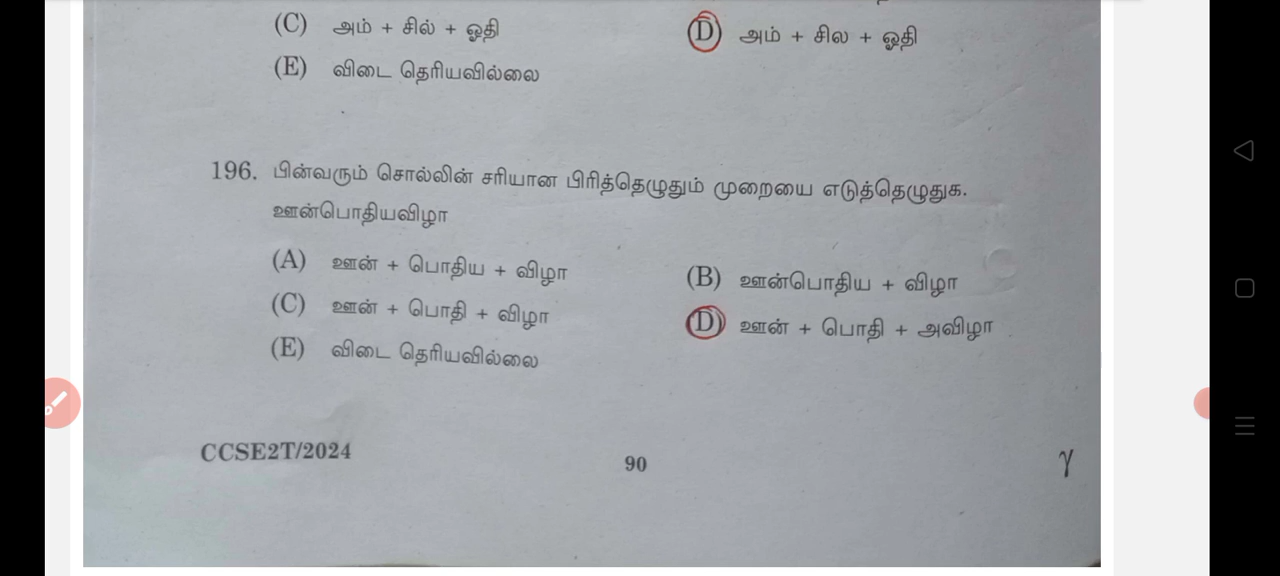 (C) அம் + சில் + ஓதி (D) அம் + சில + ஓதி
(E) விடை தெரியவில்லை
196. பின்வரும் சொல்லின் சரியான பிரித்தெழுதும் முறையை எடுத்தெழுதுக.
ஊன்பொதியவிழா
(A) ஊன் + பொதிய + விழா (B) ஊன்பொதிய + விழா
(C) ஊன் + பொதி + விழா (D) ஊன் + பொதி + அவிழா
(E) விடை தெரியவில்லை
CCSE2T/2024 90 γ